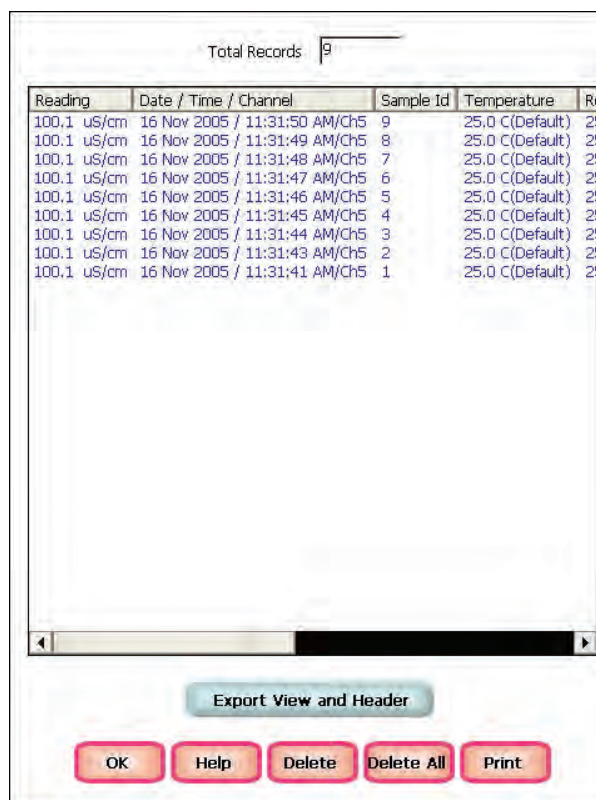 Total Records 9
Reading Date / Time / Channel Sample Id Temperature
100.1 uS/cm 16 Nov 2005 / 11:31:50 AM/Ch5 9 25.0 C(Default)
100.1 uS/cm 16 Nov 2005 / 11:31:49 AM/Ch5 8 25.0 C(Default)
100.1 uS/cm 16 Nov 2005 / 11:31:48 AM/Ch5 7 25.0 C(Default)
100.1 uS/cm 16 Nov 2005 / 11:31:47 AM/Ch5 6 25.0 C(Default)
100.1 uS/cm 16 Nov 2005 / 11:31:46 AM/Ch5 5 25.0 C(Default)
100.1 uS/cm 16 Nov 2005 / 11:31:45 AM/Ch5 4 25.0 C(Default)
100.1 uS/cm 16 Nov 2005 / 11:31:44 AM/Ch5 3 25.0 C(Default)
100.1 uS/cm 16 Nov 2005 / 11:31:43 AM/Ch5 2 25.0 C(Default)
100.1 uS/cm 16 Nov 2005 / 11:31:41 AM/Ch5 1 25.0 C(Default)
Export View and Header
OK Help Delete Delete All Print